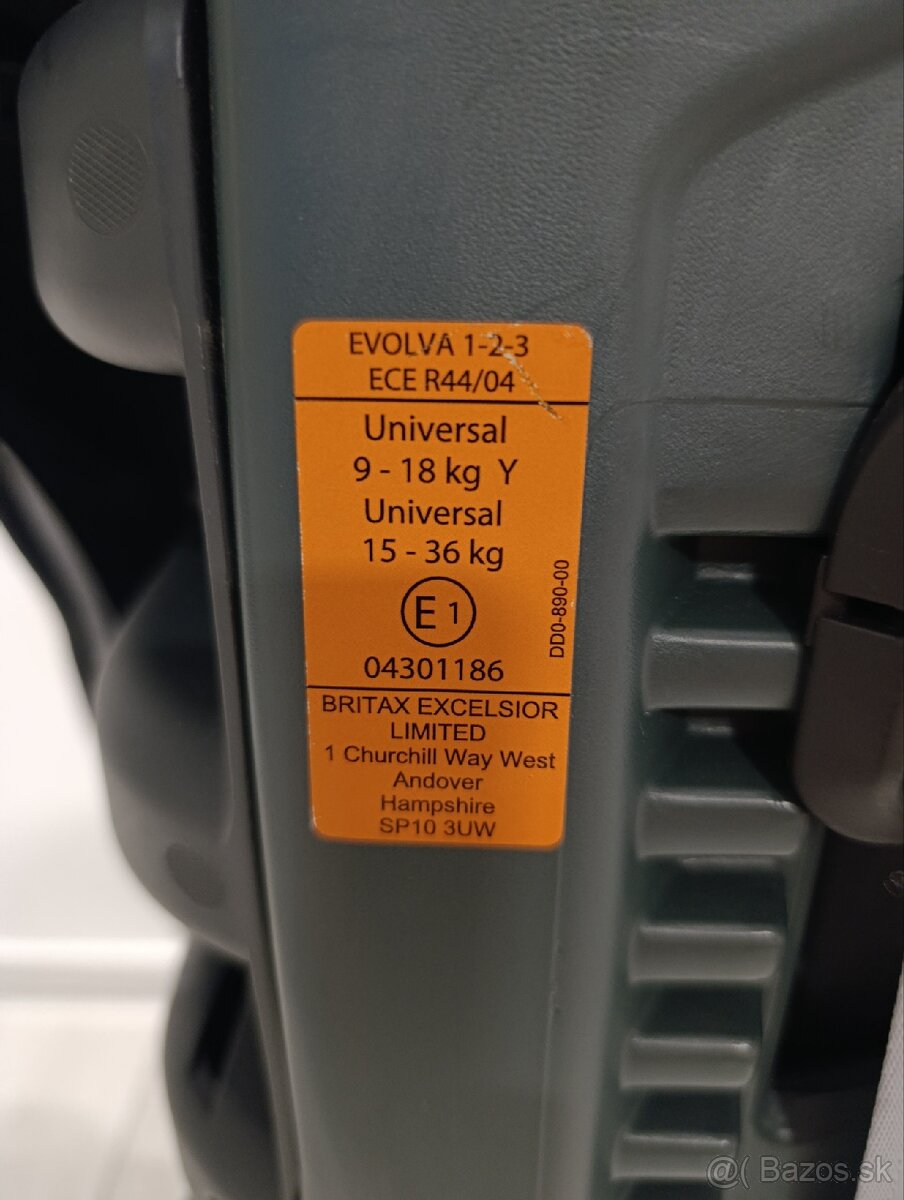 EVOLVA 1-2-3
ECE R44/04
Universal
9 - 18 kg Y
Universal
15 - 36 kg
E 1
04301186
DD0-890-00
BRITAX EXCELSIOR
LIMITED
1 Churchill Way West
Andover
Hampshire
SP10 3UW
@( Bazos.sk